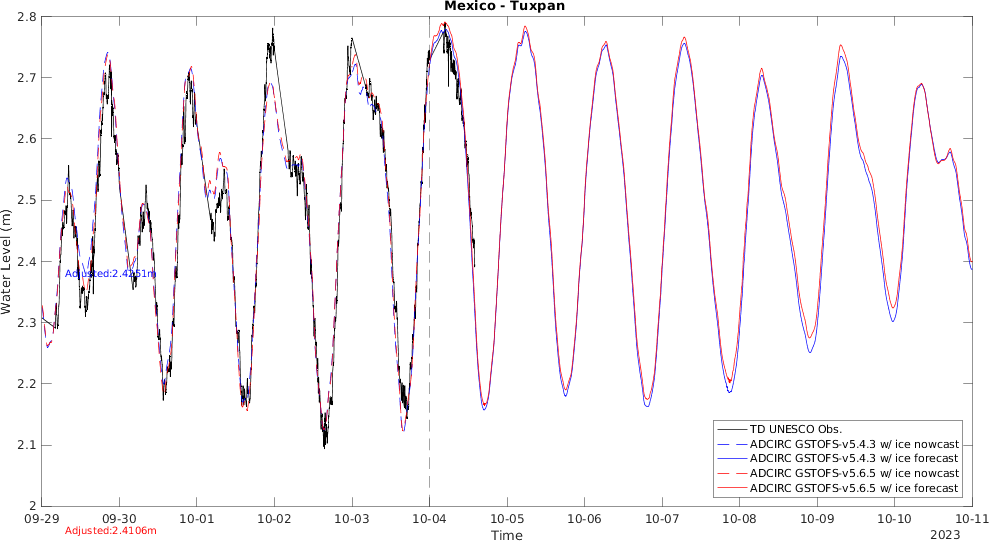 Mexico - Tuxpan
2.8
2.7
2.6
2.5
2.4
2.3
2.2
2.1
2
Water Level (m)
Adjusted:2.4251m
TD UNESCO Obs.
ADCIRC GSTOFS-v5.4.3 w/ ice nowcast
ADCIRC GSTOFS-v5.4.3 w/ ice forecast
ADCIRC GSTOFS-v5.6.5 w/ ice nowcast
ADCIRC GSTOFS-v5.6.5 w/ ice forecast
09-29 09-30 10-01 10-02 10-03 10-04 10-05 10-06 10-07 10-08 10-09 10-10 10-11
Adjusted:2.4106m
Time
2023